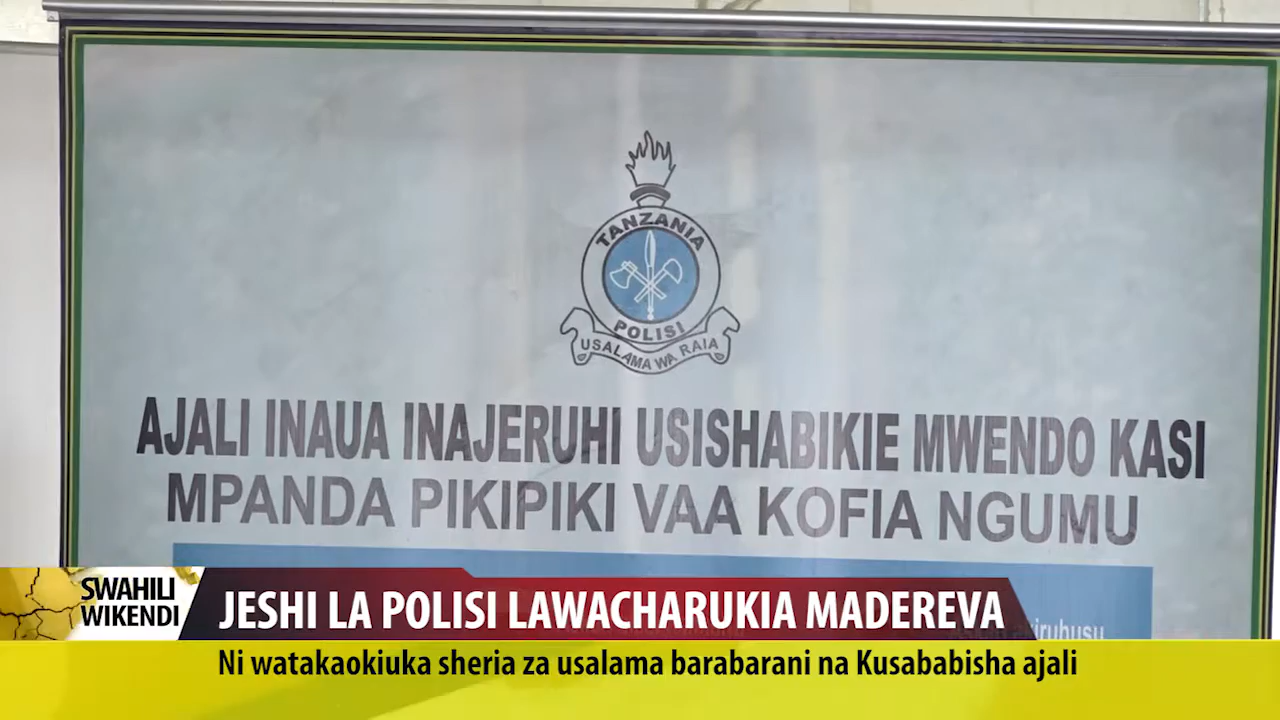 TANZANIA
POLISI
USALAMA WA RAIA
AJALI INAUA INAJERUHI USISHABIKIE MWENDO KASI
MPANDA PIKIPIKI VAA KOFIA NGUMU
SWAHILI
WIKENDI
JESHI LA POLISI LAWACHARUKIA MADEREVA
Ni watakaokiuka sheria za usalama barabarani na Kusababisha ajali